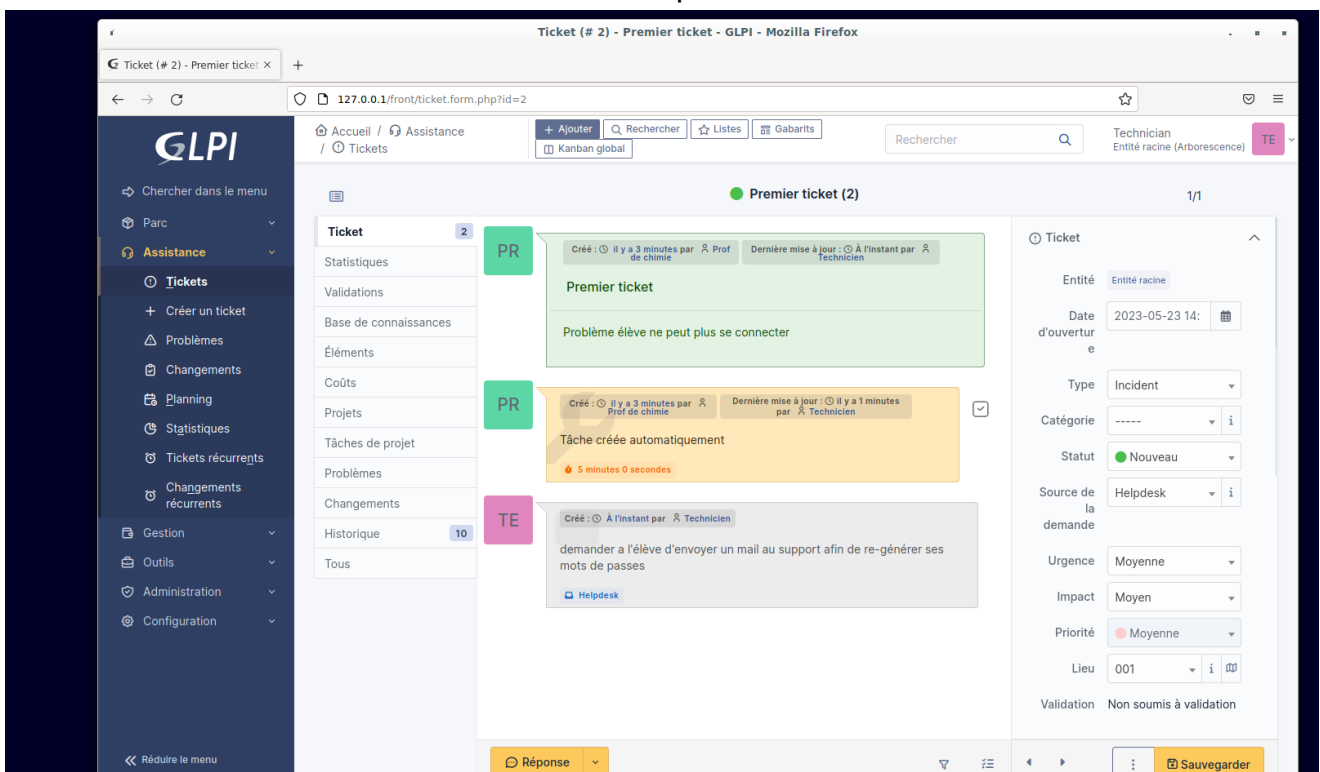 Ticket (# 2) - Premier ticket - GLPI - Mozilla Firefox
Ticket (# 2) - Premier ticket
127.0.0.1/front/ticket.form.php?id=2
GLPI
Accueil / Assistance
/ Tickets
+ Ajouter
Rechercher
Listes
Gabarits
Kanban global
Rechercher
Technician
Entité racine (Arborescence)
TE
Chercher dans le menu
Parc
Assistance
Tickets
+ Créer un ticket
Problèmes
Changements
Planning
Statistiques
Tickets récurrents
Changements
récurrents
Gestion
Outils
Administration
Configuration
Réduire le menu
Premier ticket (2)
1/1
Ticket 2
Statistiques
Validations
Base de connaissances
Éléments
Coûts
Projets
Tâches de projet
Problèmes
Changements
Historique 10
Tous
PR
Créé : il y a 3 minutes par Prof
de chimie
Dernière mise à jour : À l'instant par
Technicien
Premier ticket
Problème élève ne peut plus se connecter
PR
Créé : il y a 3 minutes par
Prof de chimie
Dernière mise à jour : il y a 1 minutes
par Technicien
Tâche créée automatiquement
5 minutes 0 secondes
TE
Créé : À l'instant par Technicien
demander a l'élève d'envoyer un mail au support afin de re-générer ses
mots de passes
Helpdesk
Réponse
Ticket
Entité Entité racine
Date
d'ouvertur
e
2023-05-23 14:
Type Incident
Catégorie ----- i
Statut Nouveau
Source de
la
demande
Helpdesk i
Urgence Moyenne
Impact Moyen
Priorité Moyenne
Lieu 001 i
Validation Non soumis à validation
Sauvegarder